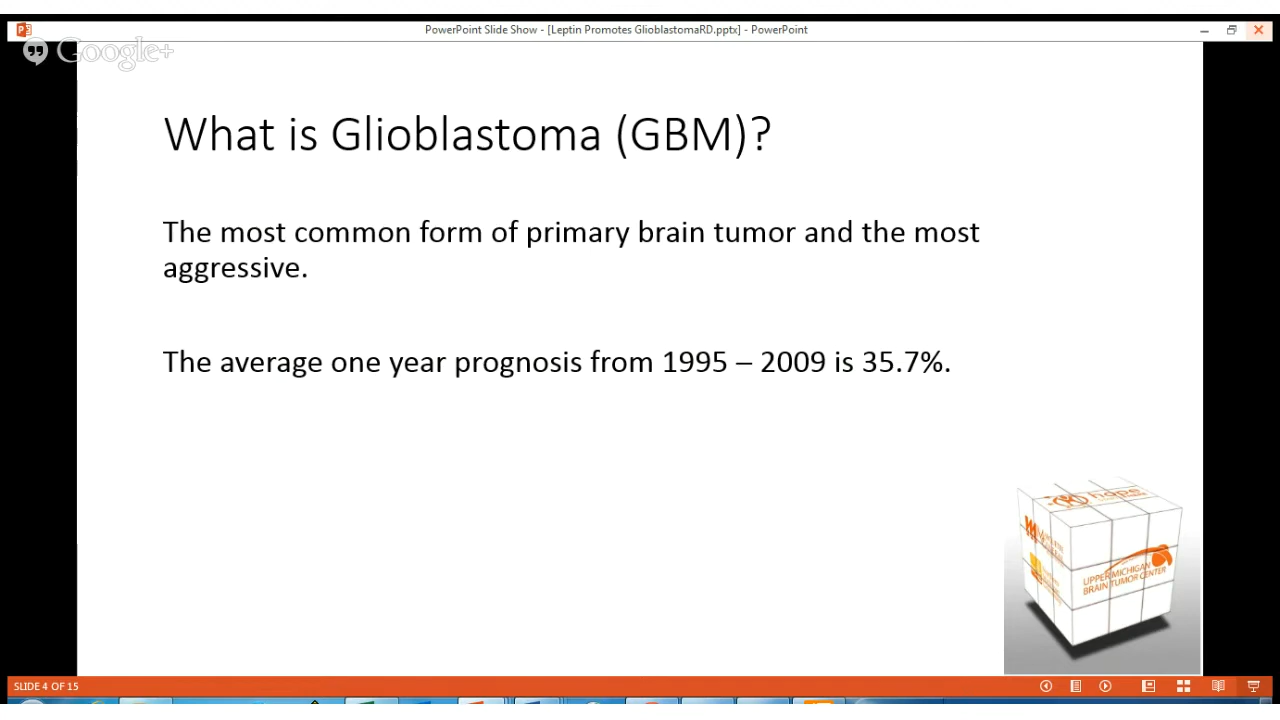 PowerPoint Slide Show - [Leptin Promotes GlioblastomaRD.pptx] - PowerPoint
Google+
What is Glioblastoma (GBM)?
The most common form of primary brain tumor and the most
aggressive.
The average one year prognosis from 1995 – 2009 is 35.7%.
hope
UPPER MICHIGAN
BRAIN TUMOR CENTER
SLIDE 4 OF 15